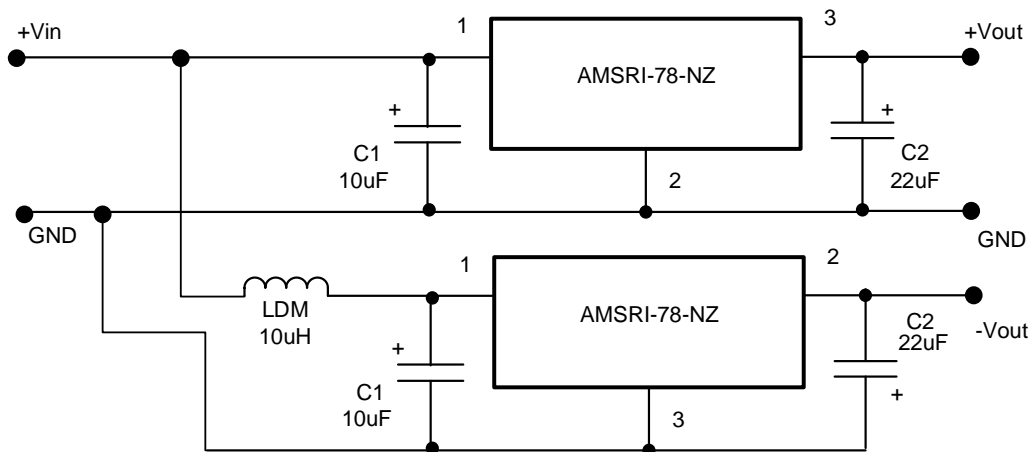 +Vin
1
AMSRI-78-NZ
3
+Vout
+
C1
10uF
2
+
C2
22uF
GND
GND
LDM
10uH
1
AMSRI-78-NZ
2
-Vout
+
C1
10uF
3
C2
22uF
+